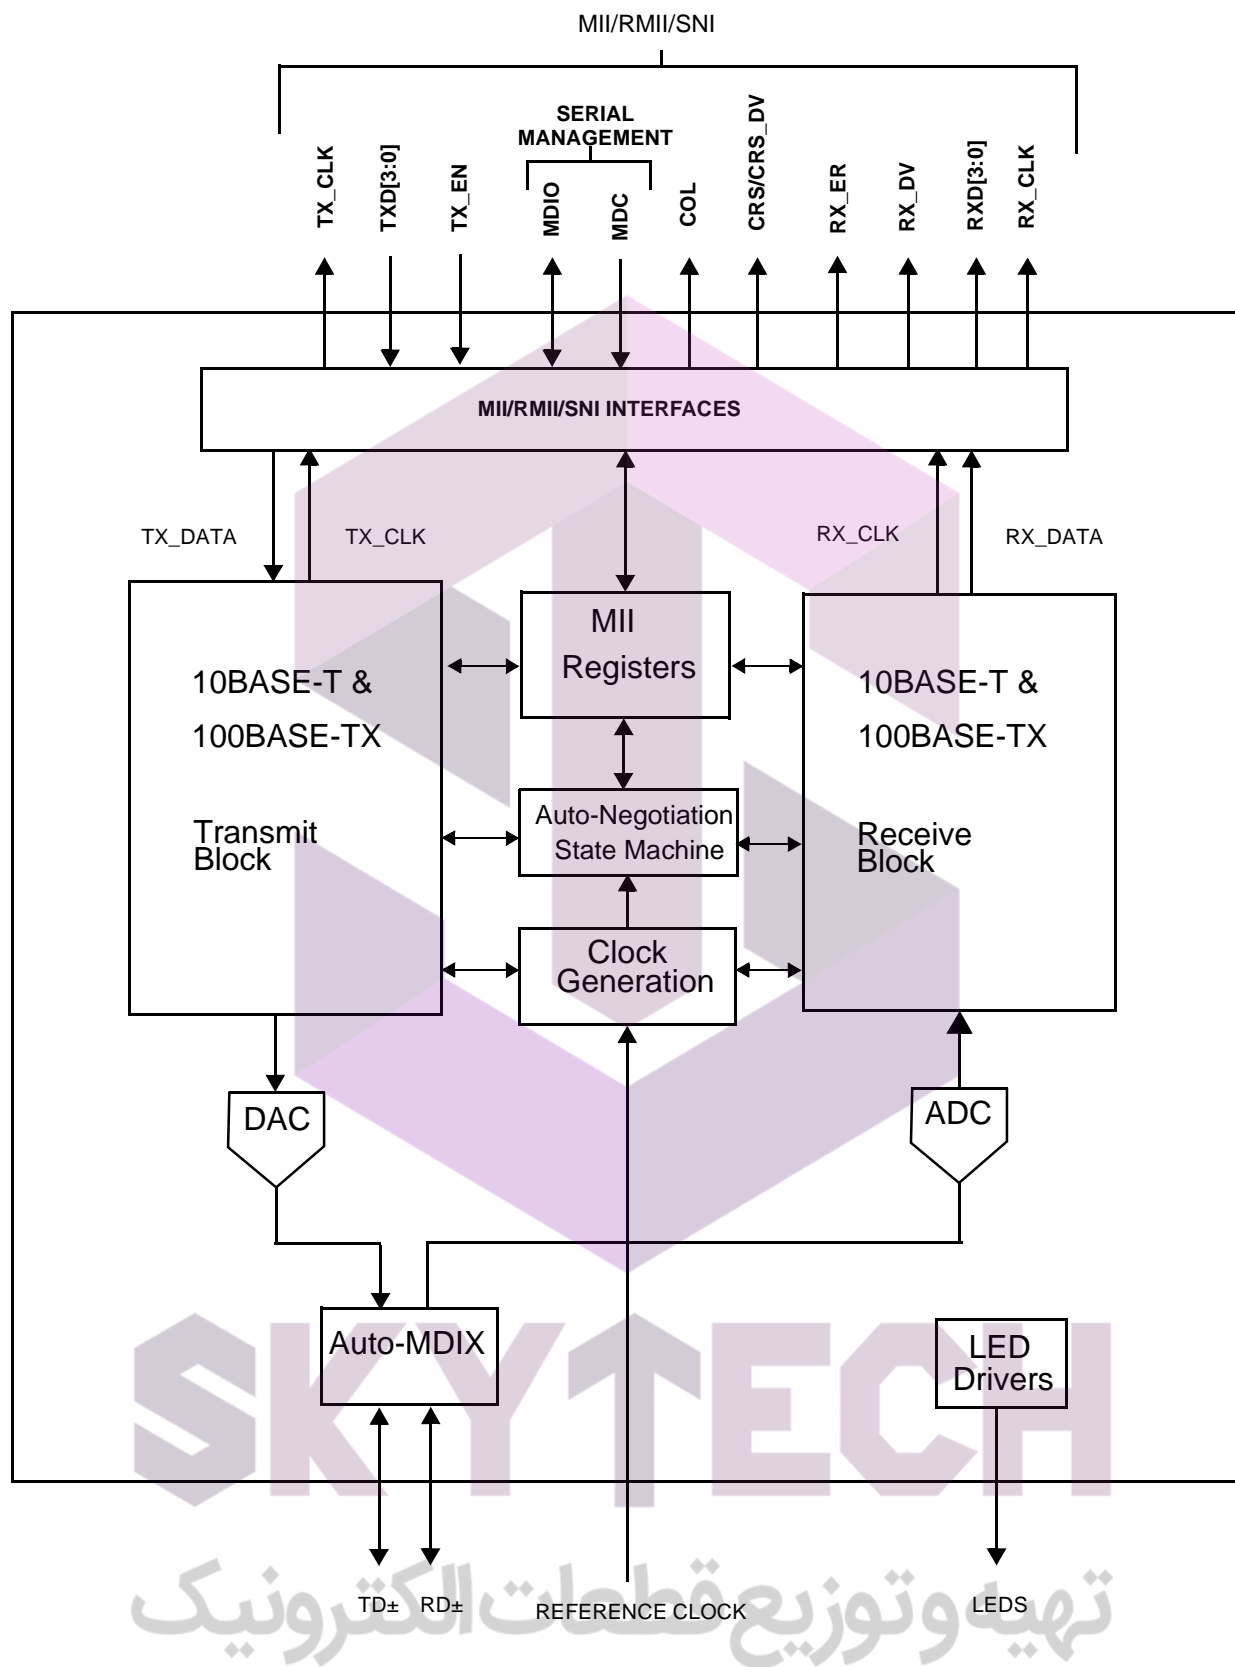 MII/RMII/SNI
SERIAL
MANAGEMENT
TX_CLK
TXD[3:0]
TX_EN
MDIO
MDC
COL
CRS/CRS_DV
RX_ER
RX_DV
RXD[3:0]
RX_CLK
MII/RMII/SNI INTERFACES
TX_DATA
TX_CLK
RX_CLK
RX_DATA
10BASE-T &
100BASE-TX
Transmit
Block
MII
Registers
Auto-Negotiation
State Machine
Clock
Generation
10BASE-T &
100BASE-TX
Receive
Block
DAC
ADC
Auto-MDIX
LED
Drivers
SKYTECH
تهیه و توزیع قطعات الکترونیک
TD±
RD±
REFERENCE CLOCK
LEDS